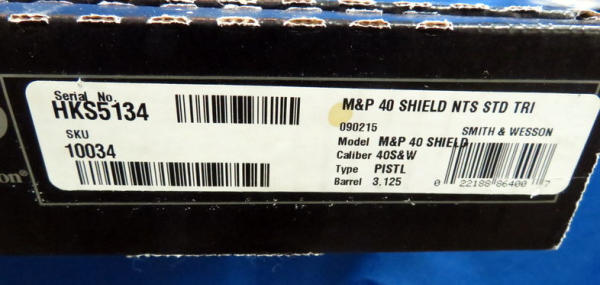 Serial No.
HKS5134
SKU
10034
M&P 40 SHIELD NTS STD TRI
090215
SMITH & WESSON
Model M&P 40 SHIELD
Caliber 40S&W
Type PISTL
Barrel 3.125
0 22188 86400 7
on®